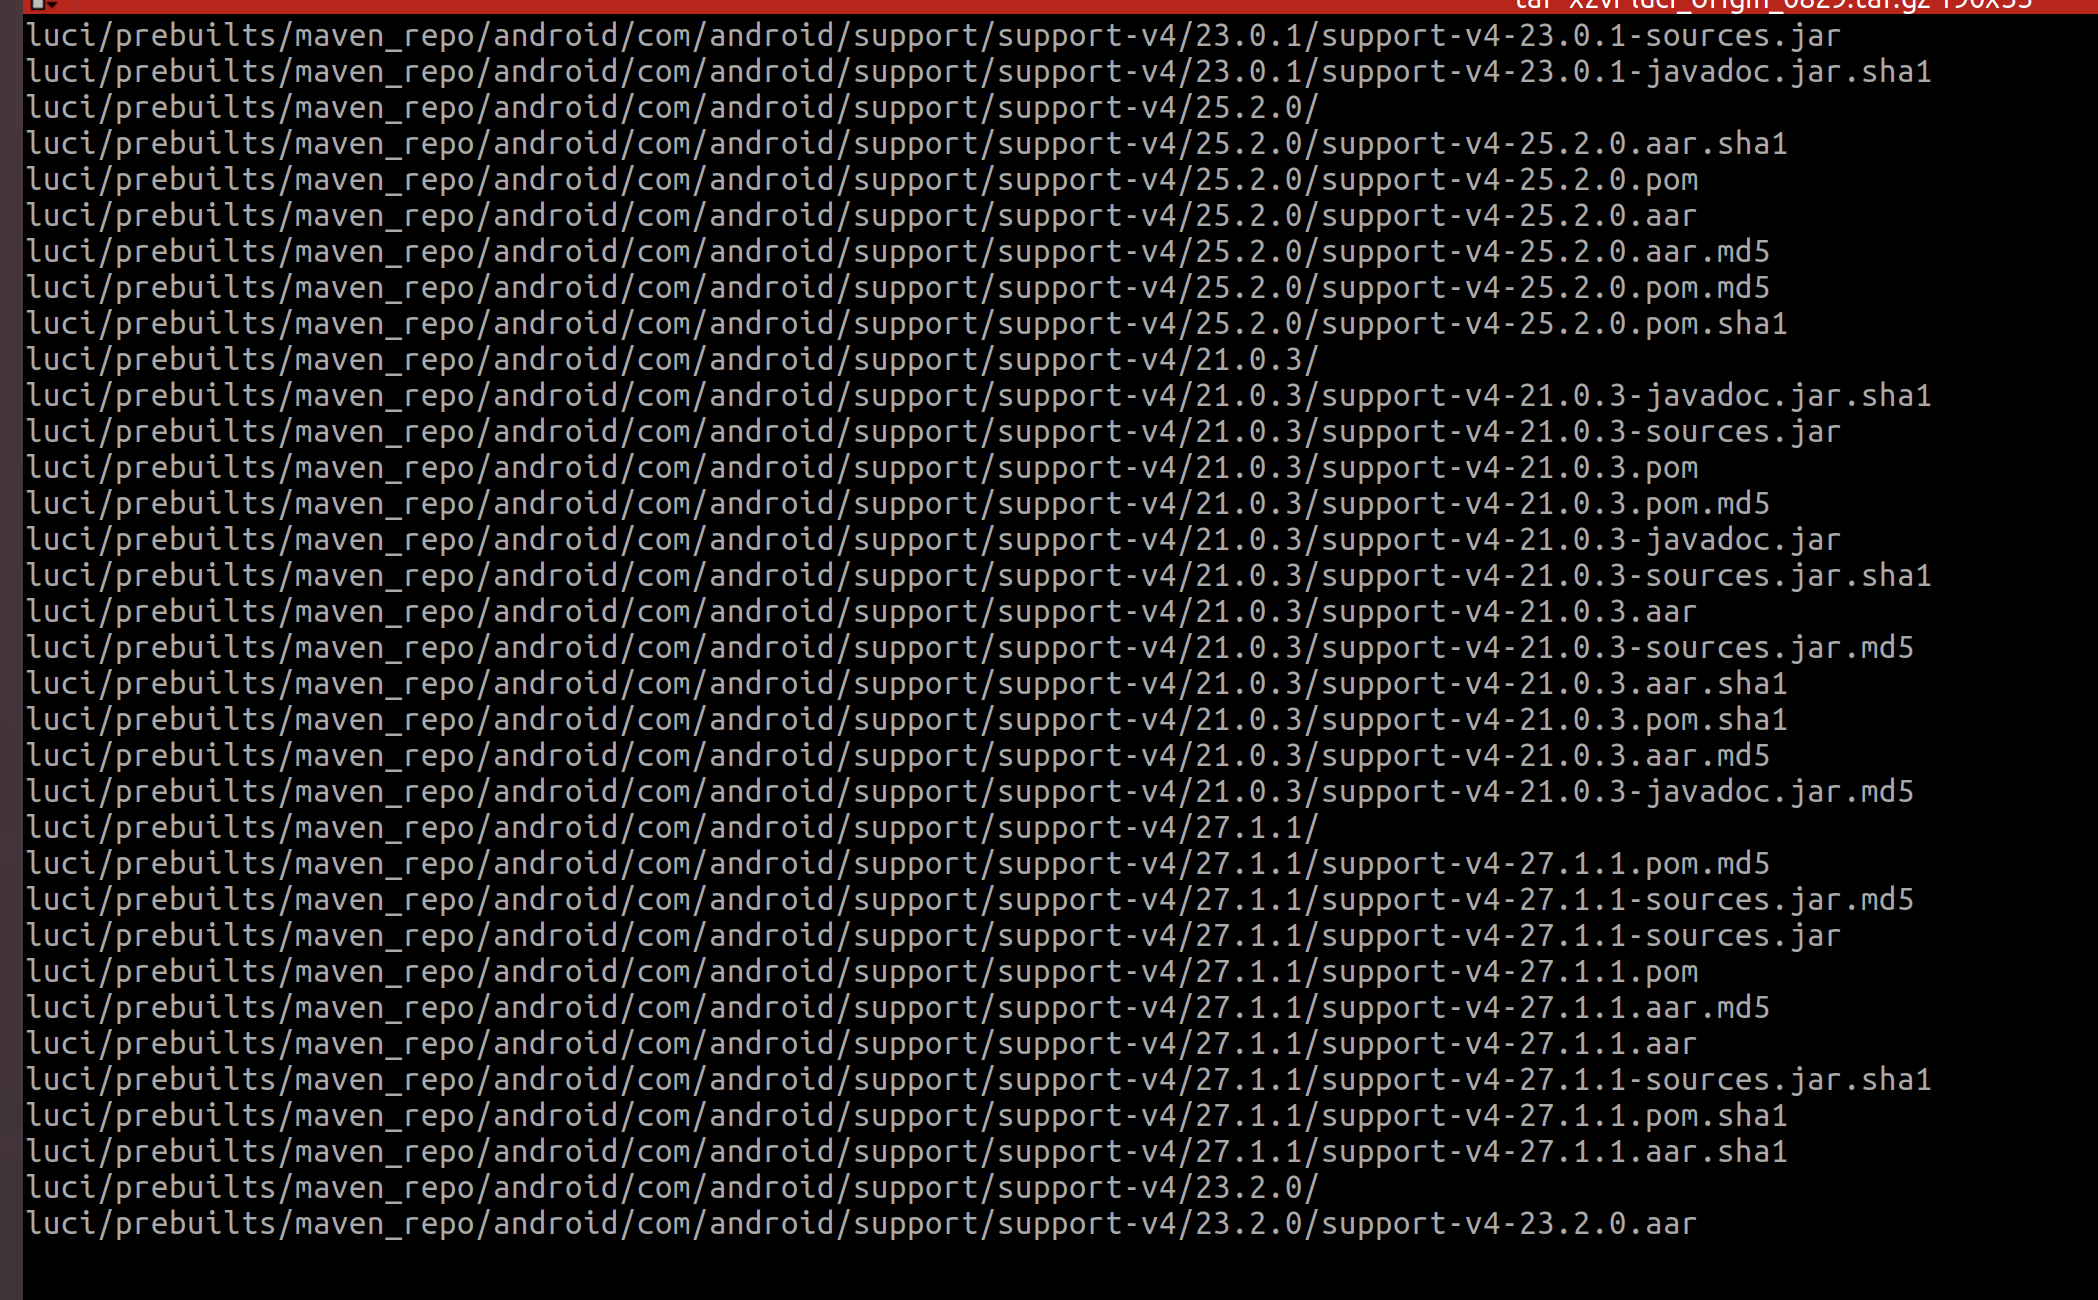 tar -xzvf luci_origin_0829.tar.gz 190x35
luci/prebuilts/maven_repo/android/com/android/support/support-v4/23.0.1/support-v4-23.0.1-sources.jar
luci/prebuilts/maven_repo/android/com/android/support/support-v4/23.0.1/support-v4-23.0.1-javadoc.jar.sha1
luci/prebuilts/maven_repo/android/com/android/support/support-v4/25.2.0/
luci/prebuilts/maven_repo/android/com/android/support/support-v4/25.2.0/support-v4-25.2.0.aar.sha1
luci/prebuilts/maven_repo/android/com/android/support/support-v4/25.2.0/support-v4-25.2.0.pom
luci/prebuilts/maven_repo/android/com/android/support/support-v4/25.2.0/support-v4-25.2.0.aar
luci/prebuilts/maven_repo/android/com/android/support/support-v4/25.2.0/support-v4-25.2.0.aar.md5
luci/prebuilts/maven_repo/android/com/android/support/support-v4/25.2.0/support-v4-25.2.0.pom.md5
luci/prebuilts/maven_repo/android/com/android/support/support-v4/25.2.0/support-v4-25.2.0.pom.sha1
luci/prebuilts/maven_repo/android/com/android/support/support-v4/21.0.3/
luci/prebuilts/maven_repo/android/com/android/support/support-v4/21.0.3/support-v4-21.0.3-javadoc.jar.sha1
luci/prebuilts/maven_repo/android/com/android/support/support-v4/21.0.3/support-v4-21.0.3-sources.jar
luci/prebuilts/maven_repo/android/com/android/support/support-v4/21.0.3/support-v4-21.0.3.pom
luci/prebuilts/maven_repo/android/com/android/support/support-v4/21.0.3/support-v4-21.0.3.pom.md5
luci/prebuilts/maven_repo/android/com/android/support/support-v4/21.0.3/support-v4-21.0.3-javadoc.jar
luci/prebuilts/maven_repo/android/com/android/support/support-v4/21.0.3/support-v4-21.0.3-sources.jar.sha1
luci/prebuilts/maven_repo/android/com/android/support/support-v4/21.0.3/support-v4-21.0.3.aar
luci/prebuilts/maven_repo/android/com/android/support/support-v4/21.0.3/support-v4-21.0.3-sources.jar.md5
luci/prebuilts/maven_repo/android/com/android/support/support-v4/21.0.3/support-v4-21.0.3.aar.sha1
luci/prebuilts/maven_repo/android/com/android/support/support-v4/21.0.3/support-v4-21.0.3.pom.sha1
luci/prebuilts/maven_repo/android/com/android/support/support-v4/21.0.3/support-v4-21.0.3.aar.md5
luci/prebuilts/maven_repo/android/com/android/support/support-v4/21.0.3/support-v4-21.0.3-javadoc.jar.md5
luci/prebuilts/maven_repo/android/com/android/support/support-v4/27.1.1/
luci/prebuilts/maven_repo/android/com/android/support/support-v4/27.1.1/support-v4-27.1.1.pom.md5
luci/prebuilts/maven_repo/android/com/android/support/support-v4/27.1.1/support-v4-27.1.1-sources.jar.md5
luci/prebuilts/maven_repo/android/com/android/support/support-v4/27.1.1/support-v4-27.1.1-sources.jar
luci/prebuilts/maven_repo/android/com/android/support/support-v4/27.1.1/support-v4-27.1.1.pom
luci/prebuilts/maven_repo/android/com/android/support/support-v4/27.1.1/support-v4-27.1.1.aar.md5
luci/prebuilts/maven_repo/android/com/android/support/support-v4/27.1.1/support-v4-27.1.1.aar
luci/prebuilts/maven_repo/android/com/android/support/support-v4/27.1.1/support-v4-27.1.1-sources.jar.sha1
luci/prebuilts/maven_repo/android/com/android/support/support-v4/27.1.1/support-v4-27.1.1.pom.sha1
luci/prebuilts/maven_repo/android/com/android/support/support-v4/27.1.1/support-v4-27.1.1.aar.sha1
luci/prebuilts/maven_repo/android/com/android/support/support-v4/23.2.0/
luci/prebuilts/maven_repo/android/com/android/support/support-v4/23.2.0/support-v4-23.2.0.aar